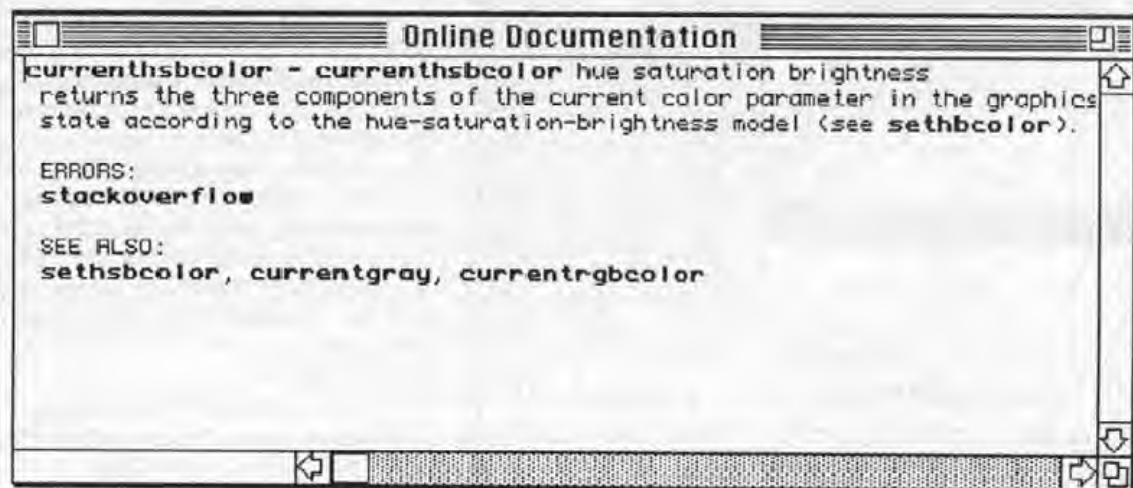 Online Documentation
currenthsbcolor - currenthsbcolor hue saturation brightness
returns the three components of the current color parameter in the graphics
state according to the hue-saturation-brightness model (see sethbcolor).
ERRORS:
stackoverflow
SEE ALSO:
sethsbcolor, currentgray, currentrgbcolor